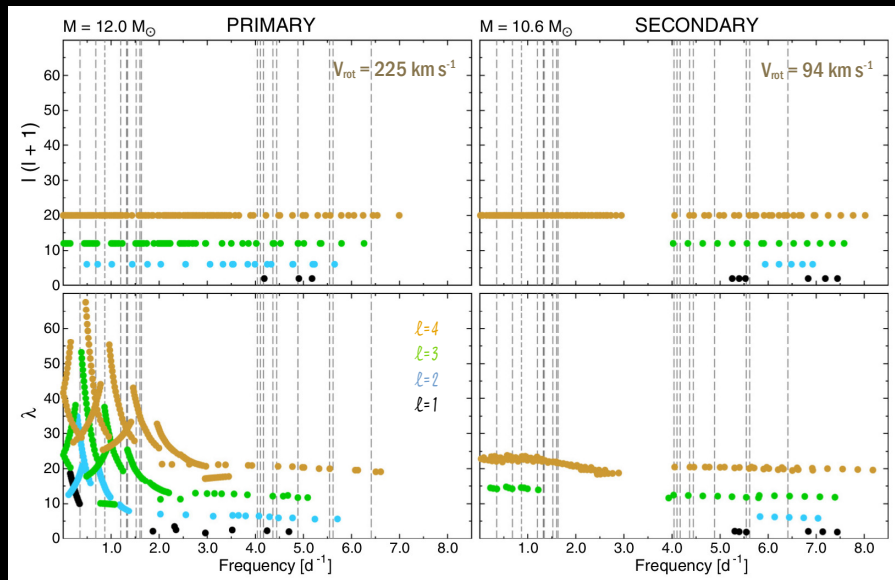 M = 12.0 M☉ PRIMARY
M = 10.6 M☉ SECONDARY
V_rot = 225 km s⁻¹
V_rot = 94 km s⁻¹
l (l + 1)
70
60
50
40
30
20
10
0
λ
60
50
40
30
20
10
0
ℓ=4
ℓ=3
ℓ=2
ℓ=1
1.0 2.0 3.0 4.0 5.0 6.0 7.0 8.0
Frequency [d⁻¹]
1.0 2.0 3.0 4.0 5.0 6.0 7.0 8.0
Frequency [d⁻¹]